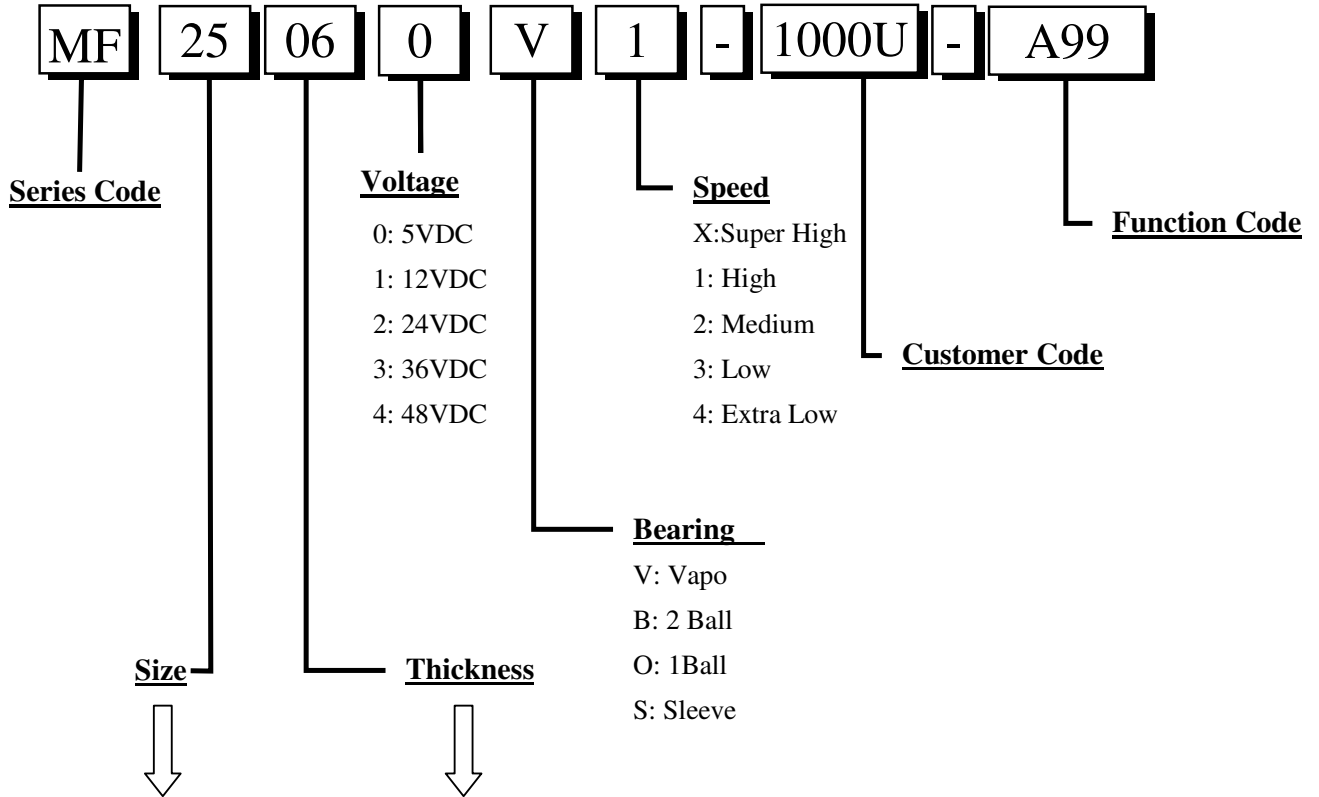 MF 25 06 0 V 1 - 1000U - A99
Series Code
Voltage
0: 5VDC
1: 12VDC
2: 24VDC
3: 36VDC
4: 48VDC
Speed
X:Super High
1: High
2: Medium
3: Low
4: Extra Low
Function Code
Customer Code
Bearing
V: Vapo
B: 2 Ball
O: 1Ball
S: Sleeve
Size
Thickness